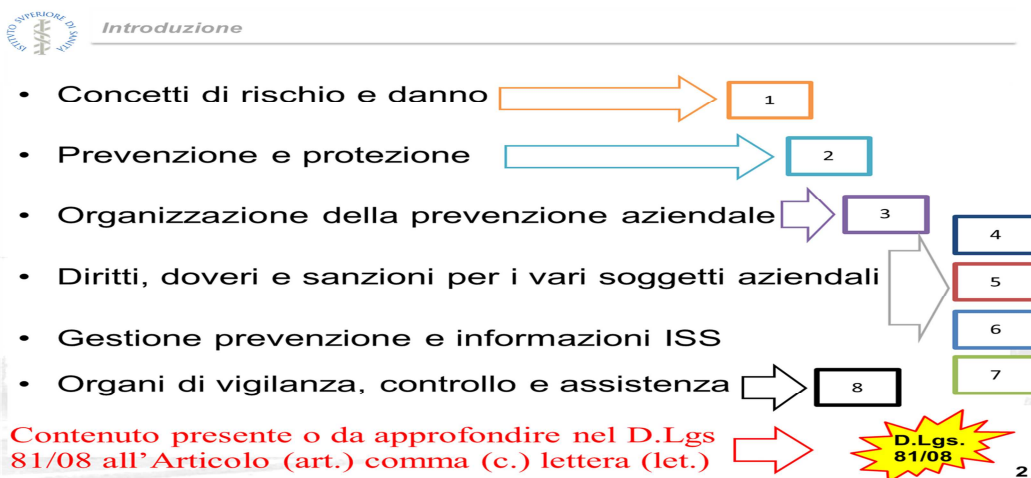 ISTITUTO SUPERIORE DI SANITÀ
Introduzione
• Concetti di rischio e danno
1
• Prevenzione e protezione
2
• Organizzazione della prevenzione aziendale
3
4
• Diritti, doveri e sanzioni per i vari soggetti aziendali
5
• Gestione prevenzione e informazioni ISS
6
7
• Organi di vigilanza, controllo e assistenza
8
Contenuto presente o da approfondire nel D.Lgs
81/08 all’Articolo (art.) comma (c.) lettera (let.)
D.Lgs.
81/08
2